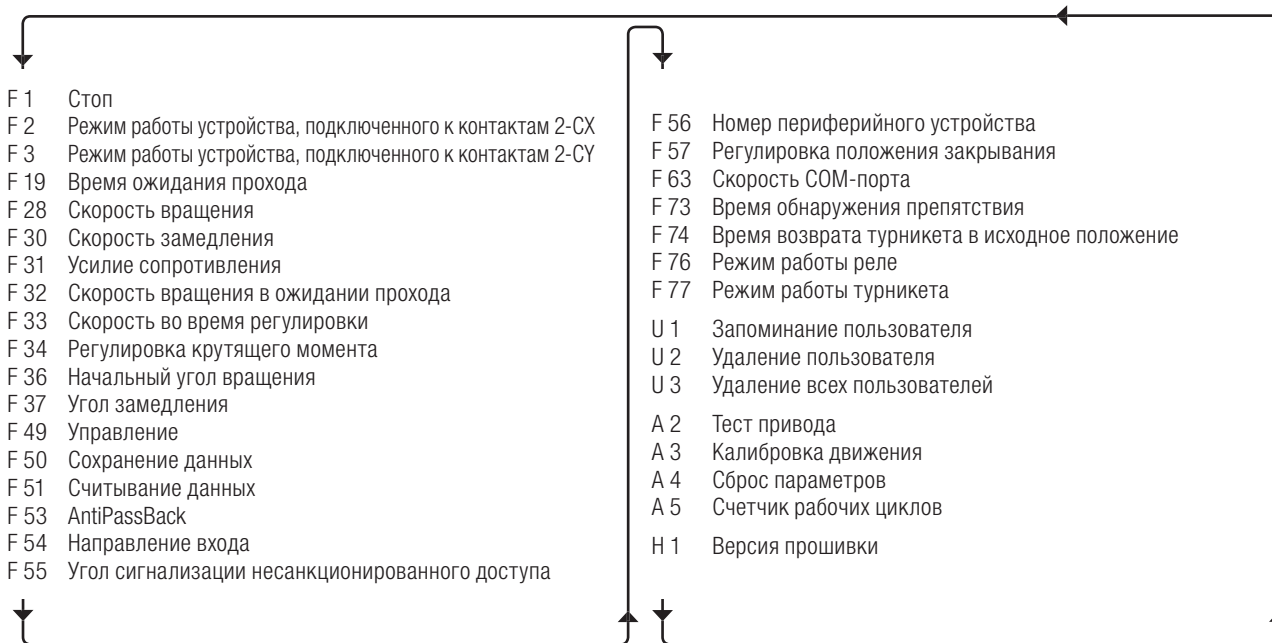 F 1 Стоп
F 2 Режим работы устройства, подключенного к контактам 2-CX
F 3 Режим работы устройства, подключенного к контактам 2-CY
F 19 Время ожидания прохода
F 28 Скорость вращения
F 30 Скорость замедления
F 31 Усилие сопротивления
F 32 Скорость вращения в ожидании прохода
F 33 Скорость во время регулировки
F 34 Регулировка крутящего момента
F 36 Начальный угол вращения
F 37 Угол замедления
F 49 Управление
F 50 Сохранение данных
F 51 Считывание данных
F 53 AntiPassBack
F 54 Направление входа
F 55 Угол сигнализации несанкционированного доступа
F 56 Номер периферийного устройства
F 57 Регулировка положения закрывания
F 63 Скорость COM-порта
F 73 Время обнаружения препятствия
F 74 Время возврата турникета в исходное положение
F 76 Режим работы реле
F 77 Режим работы турникета
U 1 Запоминание пользователя
U 2 Удаление пользователя
U 3 Удаление всех пользователей
A 2 Тест привода
A 3 Калибровка движения
A 4 Сброс параметров
A 5 Счетчик рабочих циклов
H 1 Версия прошивки